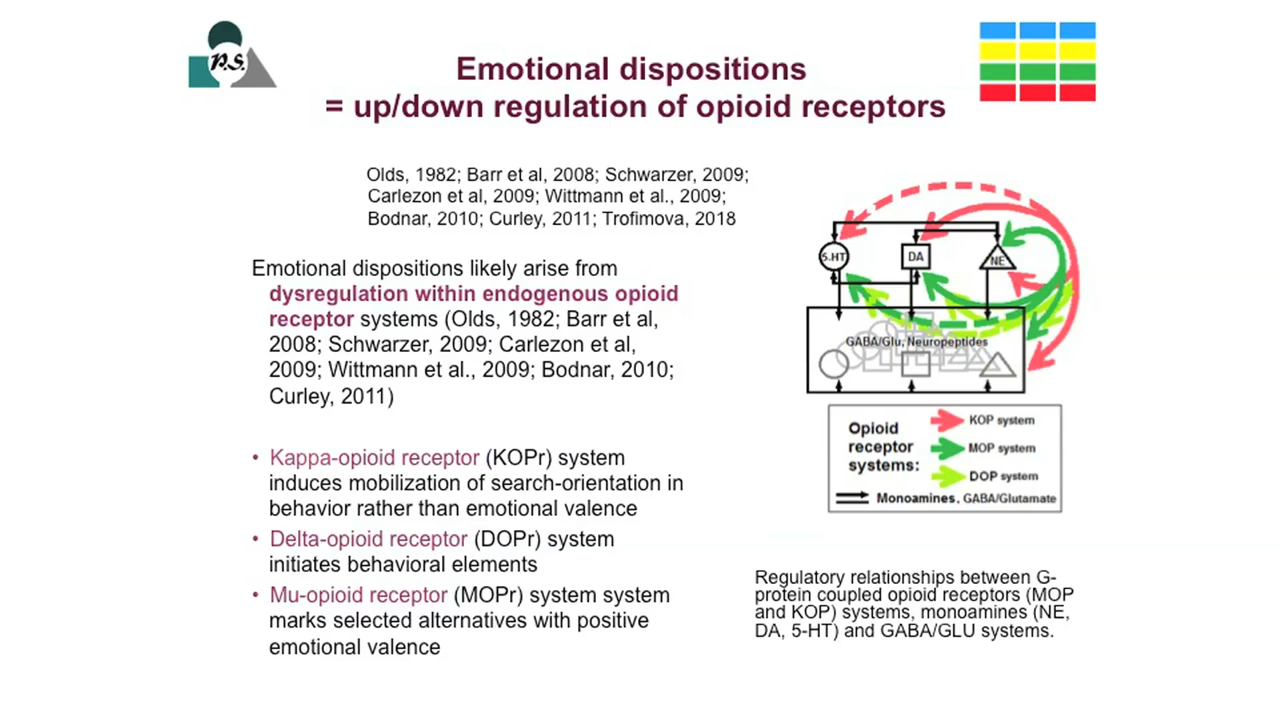 P.S.
Emotional dispositions
= up/down regulation of opioid receptors
Olds, 1982; Barr et al, 2008; Schwarzer, 2009;
Carlezon et al, 2009; Wittmann et al., 2009;
Bodnar, 2010; Curley, 2011; Trofimova, 2018
Emotional dispositions likely arise from
dysregulation within endogenous opioid
receptor systems (Olds, 1982; Barr et al,
2008; Schwarzer, 2009; Carlezon et al,
2009; Wittmann et al., 2009; Bodnar, 2010;
Curley, 2011)
• Kappa-opioid receptor (KOPr) system
induces mobilization of search-orientation in
behavior rather than emotional valence
• Delta-opioid receptor (DOPr) system
initiates behavioral elements
• Mu-opioid receptor (MOPr) system system
marks selected alternatives with positive
emotional valence
5-HT
DA
NE
GABA/Glu, Neuropeptides
Opioid
receptor
systems:
KOP system
MOP system
DOP system
Monoamines, GABA/Glutamate
Regulatory relationships between G-
protein coupled opioid receptors (MOP
and KOP) systems, monoamines (NE,
DA, 5-HT) and GABA/GLU systems.